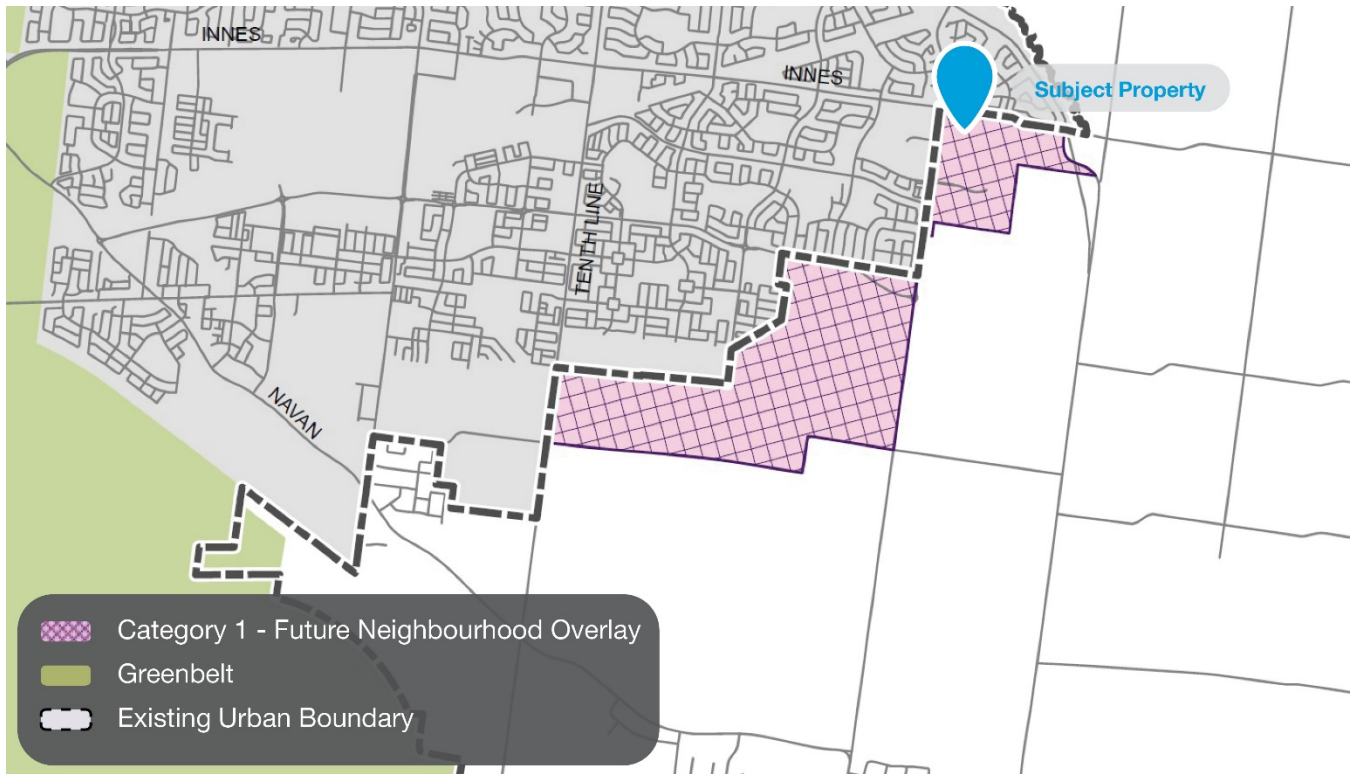 INNES
INNES
Subject Property
TENTH LINE
NAVAN
Category 1 - Future Neighbourhood Overlay
Greenbelt
Existing Urban Boundary